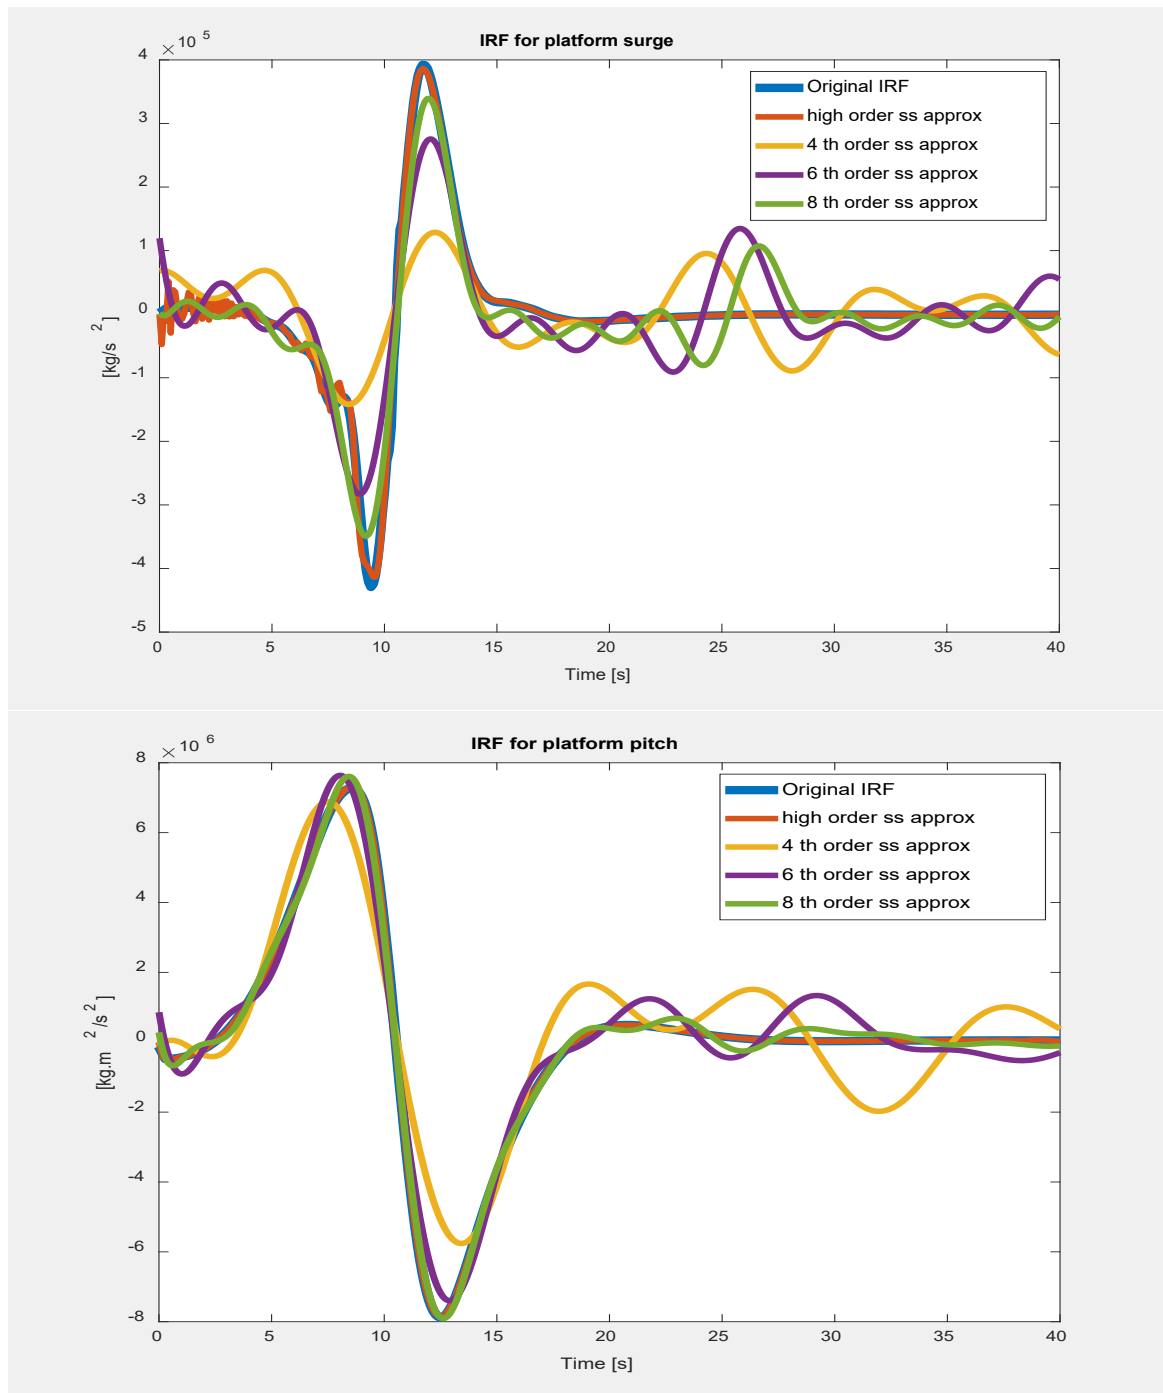 IRF for platform surge
× 10 5
4
3
2
1
0
-1
-2
-3
-4
-5
[kg/s 2 ]
0 5 10 15 20 25 30 35 40
Time [s]
Original IRF
high order ss approx
4 th order ss approx
6 th order ss approx
8 th order ss approx
IRF for platform pitch
× 10 6
8
6
4
2
0
-2
-4
-6
-8
[kg.m 2 /s 2 ]
0 5 10 15 20 25 30 35 40
Time [s]
Original IRF
high order ss approx
4 th order ss approx
6 th order ss approx
8 th order ss approx